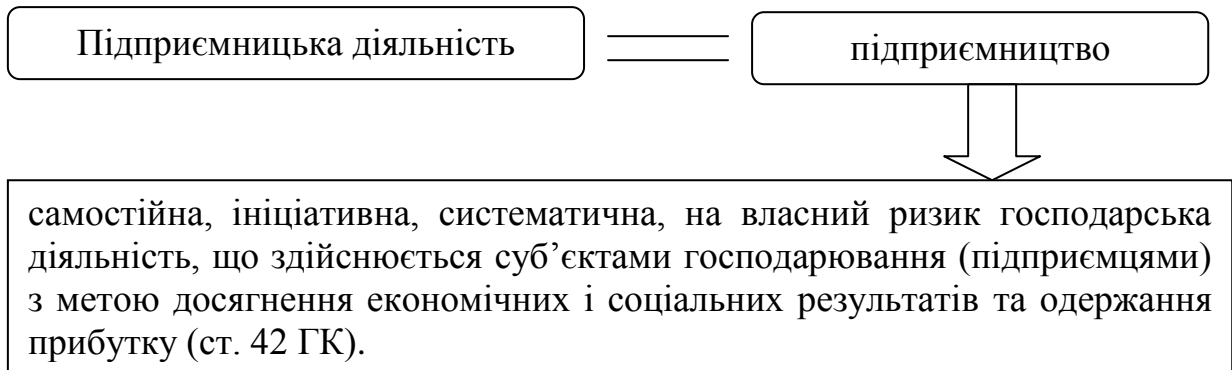 Підприємницька діяльність
підприємництво
самостійна, ініціативна, систематична, на власний ризик господарська
діяльність, що здійснюється суб’єктами господарювання (підприємцями)
з метою досягнення економічних і соціальних результатів та одержання
прибутку (ст. 42 ГК).